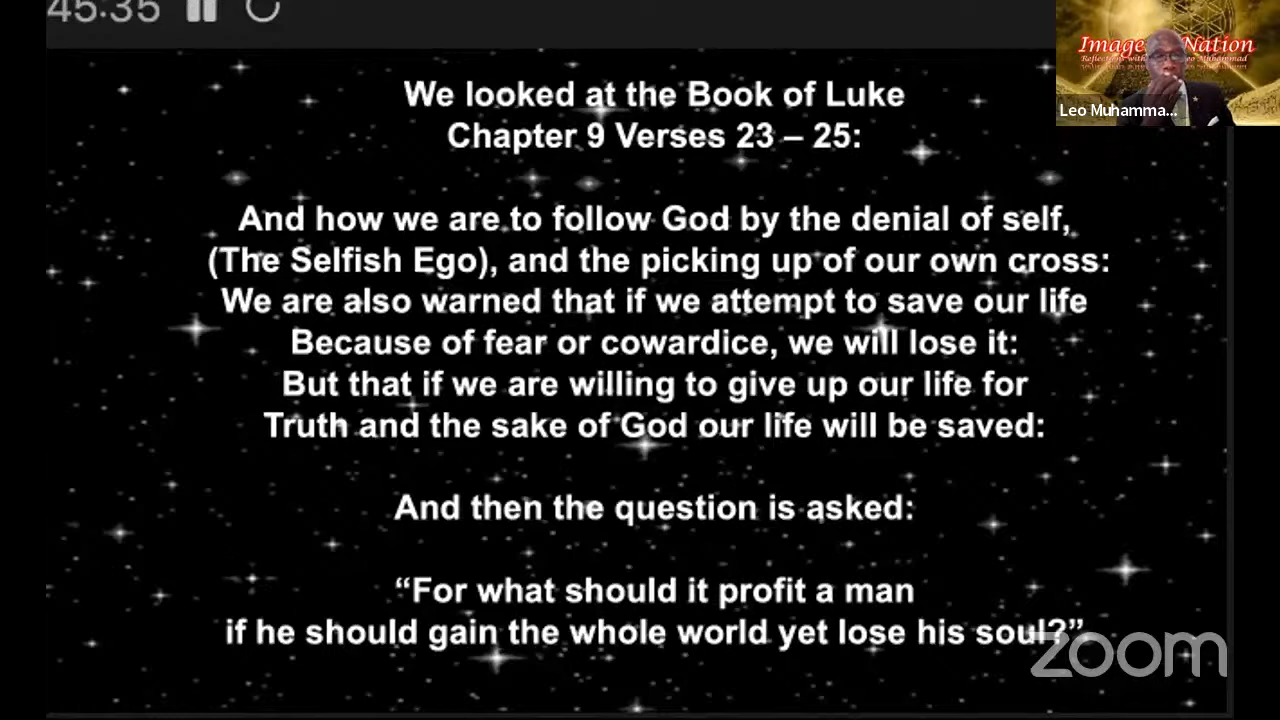 45:35
Image Nation
We looked at the Book of Luke
Chapter 9 Verses 23 – 25:
And how we are to follow God by the denial of self,
(The Selfish Ego), and the picking up of our own cross:
We are also warned that if we attempt to save our life
Because of fear or cowardice, we will lose it:
But that if we are willing to give up our life for
Truth and the sake of God our life will be saved:
And then the question is asked:
“For what should it profit a man
if he should gain the whole world yet lose his soul?”
Leo Muhamma...
zoom